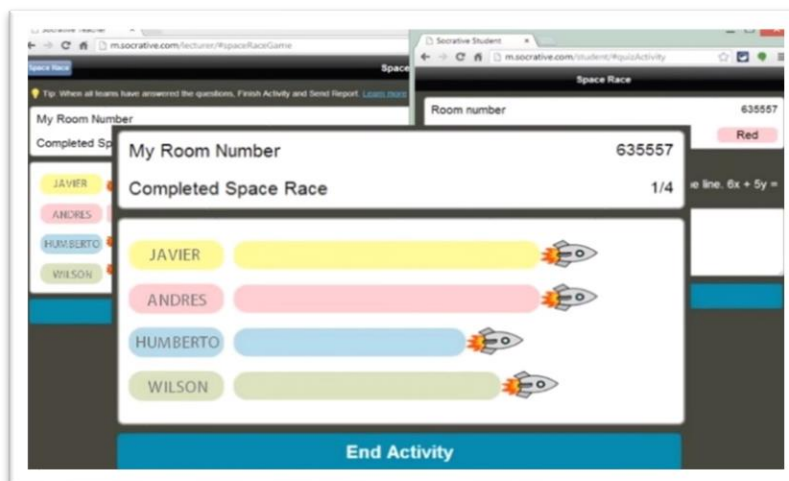 Socrative Teacher
m.socrative.com/lecturer/#spaceRaceGame
Space Race
Space
Tip: When all teams have answered the questions, Finish Activity and Send Report. Learn more
My Room Number
Completed Sp
JAVIER
ANDRES
HUMBERTO
WILSON
Socrative Student
m.socrative.com/student/#quizActivity
Space Race
Room number 635557
Red
e line. 6x + 5y =
My Room Number 635557
Completed Space Race 1/4
JAVIER
ANDRES
HUMBERTO
WILSON
End Activity